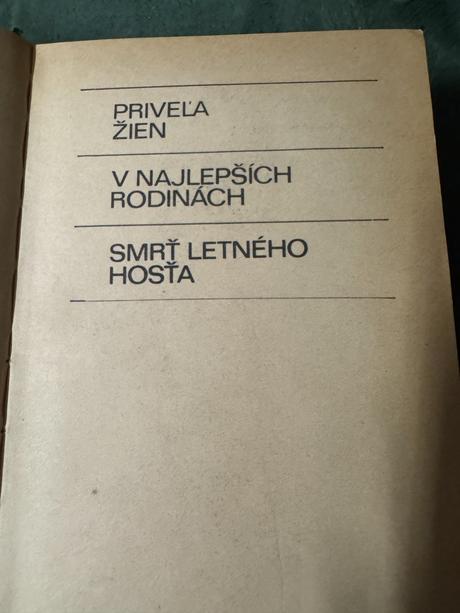 PRIVEĽA
ŽIEN
V NAJLEPŠÍCH
RODINÁCH
SMRŤ LETNÉHO
HOSŤA